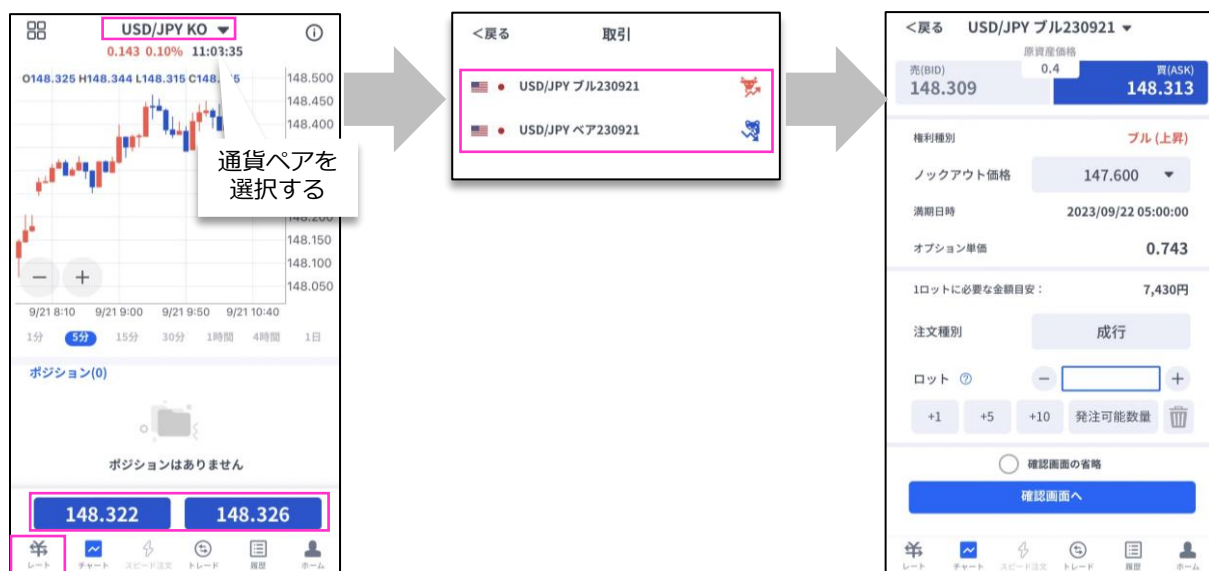 USD/JPY KO ▼
0.143 0.10% 11:03:35
O148.325 H148.344 L148.315 C148.
148.500
148.450
148.400
通貨ペアを
選択する
148.200
148.150
148.100
148.050
− +
9/21 8:10 9/21 9:00 9/21 9:50 9/21 10:40
1分 5分 15分 30分 1時間 4時間 1日
ポジション(0)
ポジションはありません
148.322 148.326
レート チャート スピード注文 トレード 履歴 ホーム
<戻る 取引
USD/JPY ブル230921
USD/JPY ベア230921
<戻る USD/JPY ブル230921 ▼
原資産価格
売(BID) 0.4 買(ASK)
148.309 148.313
権利種別 ブル (上昇)
ノックアウト価格 147.600 ▼
満期日時 2023/09/22 05:00:00
オプション単価 0.743
1ロットに必要な金額目安： 7,430円
注文種別 成行
ロット ? − +
+1 +5 +10 発注可能数量
確認画面の省略
確認画面へ
レート チャート スピード注文 トレード 履歴 ホーム